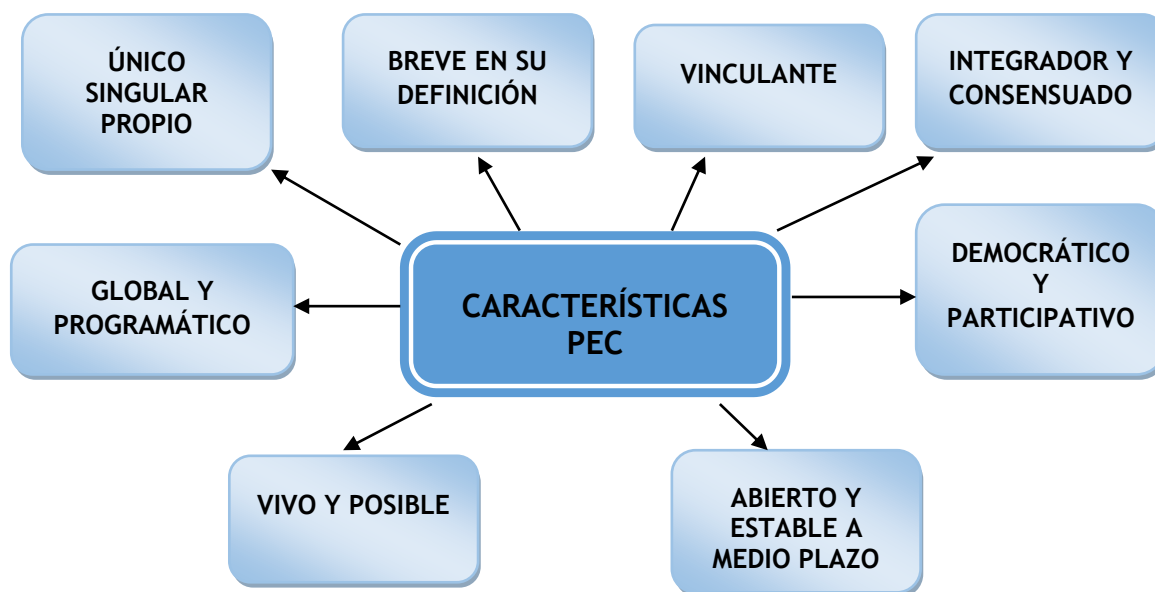 ÚNICO
SINGULAR
PROPIO
BREVE EN SU
DEFINICIÓN
VINCULANTE
INTEGRADOR Y
CONSENSUADO
GLOBAL Y
PROGRAMÁTICO
CARACTERÍSTICAS
PEC
DEMOCRÁTICO
Y
PARTICIPATIVO
VIVO Y POSIBLE
ABIERTO Y
ESTABLE A
MEDIO PLAZO